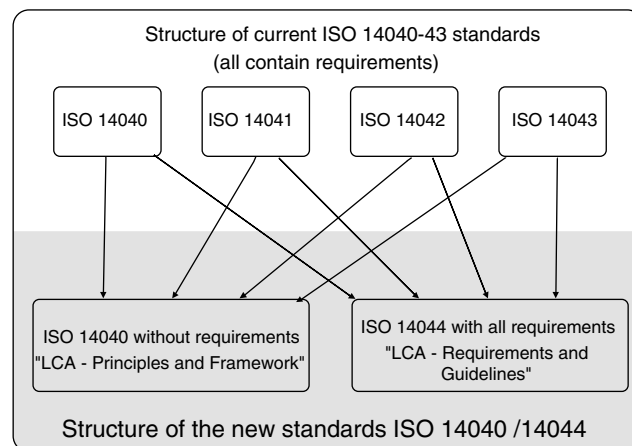 Structure of current ISO 14040-43 standards
(all contain requirements)
ISO 14040
ISO 14041
ISO 14042
ISO 14043
ISO 14040 without requirements
"LCA - Principles and Framework"
ISO 14044 with all requirements
"LCA - Requirements and
Guidelines"
Structure of the new standards ISO 14040 /14044